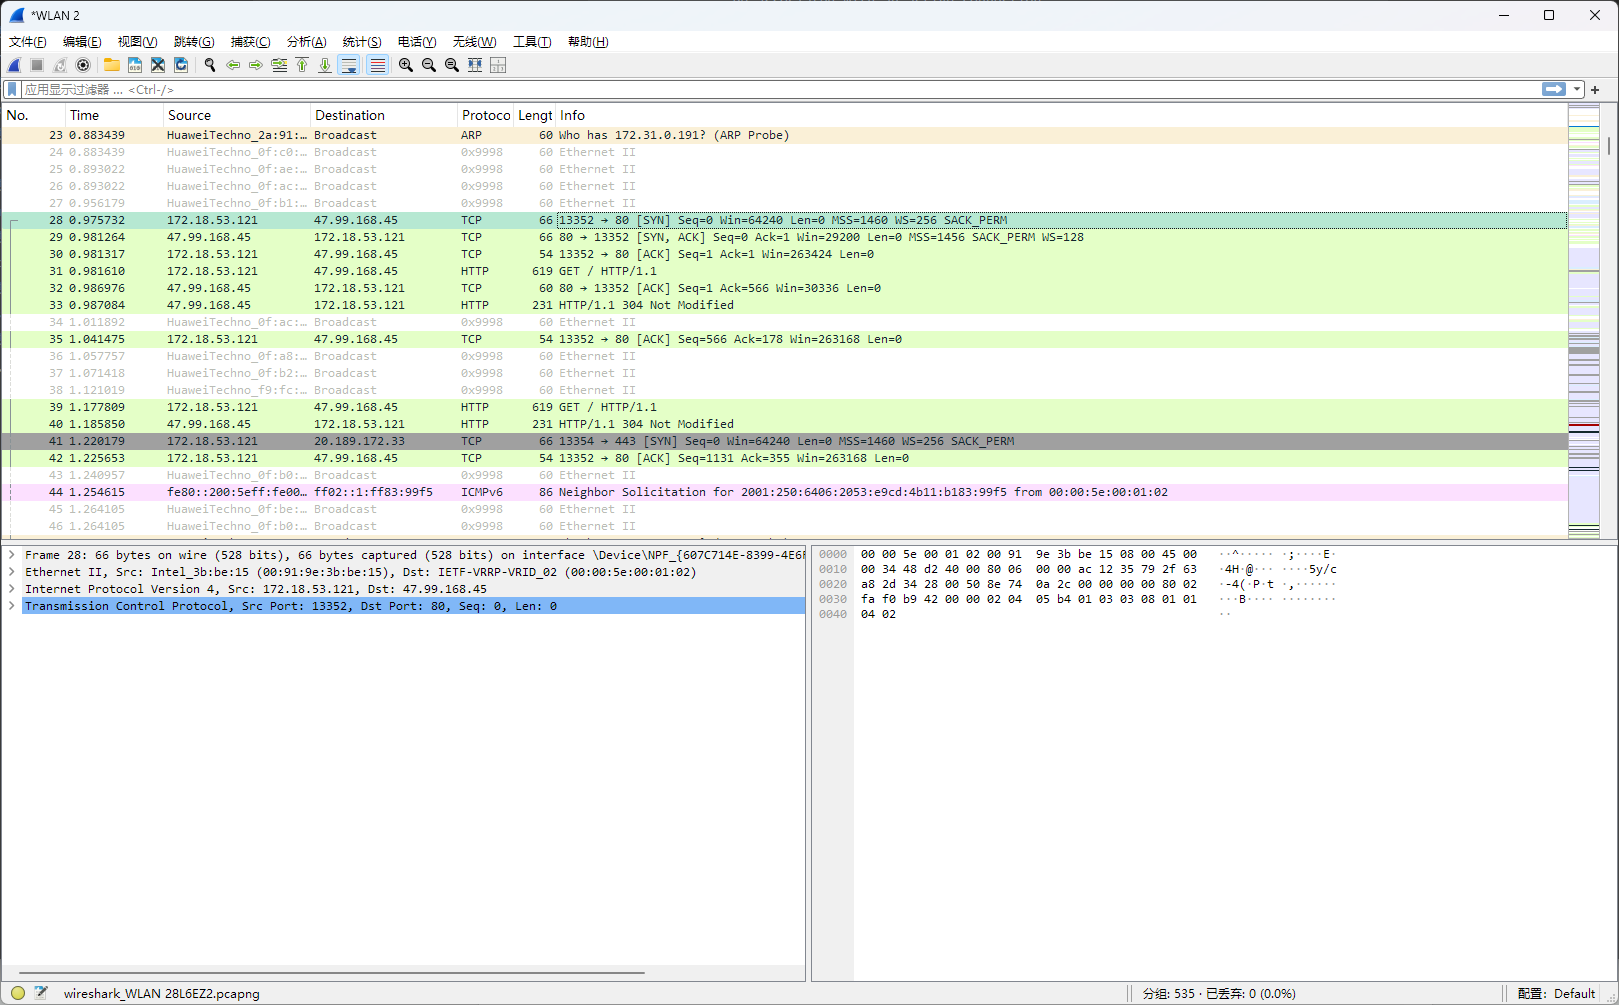 *WLAN 2
文件(F) 编辑(E) 视图(V) 跳转(G) 捕获(C) 分析(A) 统计(S) 电话(Y) 无线(W) 工具(T) 帮助(H)
应用显示过滤器 … <Ctrl-/>
No. Time Source Destination Protoco Lengt Info
23 0.883439 HuaweiTechno_2a:91:… Broadcast ARP 60 Who has 172.31.0.191? (ARP Probe)
24 0.883439 HuaweiTechno_0f:c0:… Broadcast 0x9998 60 Ethernet II
25 0.893022 HuaweiTechno_0f:ae:… Broadcast 0x9998 60 Ethernet II
26 0.893022 HuaweiTechno_0f:ac:… Broadcast 0x9998 60 Ethernet II
27 0.956179 HuaweiTechno_0f:b1:… Broadcast 0x9998 60 Ethernet II
28 0.975732 172.18.53.121 47.99.168.45 TCP 66 13352 → 80 [SYN] Seq=0 Win=64240 Len=0 MSS=1460 WS=256 SACK_PERM
29 0.981264 47.99.168.45 172.18.53.121 TCP 66 80 → 13352 [SYN, ACK] Seq=0 Ack=1 Win=29200 Len=0 MSS=1456 SACK_PERM WS=128
30 0.981317 172.18.53.121 47.99.168.45 TCP 54 13352 → 80 [ACK] Seq=1 Ack=1 Win=263424 Len=0
31 0.981610 172.18.53.121 47.99.168.45 HTTP 619 GET / HTTP/1.1
32 0.986976 47.99.168.45 172.18.53.121 TCP 60 80 → 13352 [ACK] Seq=1 Ack=566 Win=30336 Len=0
33 0.987084 47.99.168.45 172.18.53.121 HTTP 231 HTTP/1.1 304 Not Modified
34 1.011892 HuaweiTechno_0f:ac:… Broadcast 0x9998 60 Ethernet II
35 1.041475 172.18.53.121 47.99.168.45 TCP 54 13352 → 80 [ACK] Seq=566 Ack=178 Win=263168 Len=0
36 1.057757 HuaweiTechno_0f:a8:… Broadcast 0x9998 60 Ethernet II
37 1.071418 HuaweiTechno_0f:b2:… Broadcast 0x9998 60 Ethernet II
38 1.121019 HuaweiTechno_f9:fc:… Broadcast 0x9998 60 Ethernet II
39 1.177809 172.18.53.121 47.99.168.45 HTTP 619 GET / HTTP/1.1
40 1.185850 47.99.168.45 172.18.53.121 HTTP 231 HTTP/1.1 304 Not Modified
41 1.220179 172.18.53.121 20.189.172.33 TCP 66 13354 → 443 [SYN] Seq=0 Win=64240 Len=0 MSS=1460 WS=256 SACK_PERM
42 1.225653 172.18.53.121 47.99.168.45 TCP 54 13352 → 80 [ACK] Seq=1131 Ack=355 Win=263168 Len=0
43 1.240957 HuaweiTechno_0f:b0:… Broadcast 0x9998 60 Ethernet II
44 1.254615 fe80::200:5eff:fe00… ff02::1:ff83:99f5 ICMPv6 86 Neighbor Solicitation for 2001:250:6406:2053:e9cd:4b11:b183:99f5 from 00:00:5e:00:01:02
45 1.264105 HuaweiTechno_0f:be:… Broadcast 0x9998 60 Ethernet II
46 1.264105 HuaweiTechno_0f:b0:… Broadcast 0x9998 60 Ethernet II
Frame 28: 66 bytes on wire (528 bits), 66 bytes captured (528 bits) on interface \Device\NPF_{607C714E-8399-4E6F
Ethernet II, Src: Intel_3b:be:15 (00:91:9e:3b:be:15), Dst: IETF-VRRP-VRID_02 (00:00:5e:00:01:02)
Internet Protocol Version 4, Src: 172.18.53.121, Dst: 47.99.168.45
Transmission Control Protocol, Src Port: 13352, Dst Port: 80, Seq: 0, Len: 0
0000 00 00 5e 00 01 02 00 91 9e 3b be 15 08 00 45 00 ··^····· ·;····E·
0010 00 34 48 d2 40 00 80 06 00 00 ac 12 35 79 2f 63 ·4H·@··· ····5y/c
0020 a8 2d 34 28 00 50 8e 74 0a 2c 00 00 00 00 80 02 ·-4(·P·t ·,······
0030 fa f0 b9 42 00 00 02 04 05 b4 01 03 03 08 01 01 ···B···· ········
0040 04 02 ··
wireshark_WLAN 28L6EZ2.pcapng 分组: 535 · 已丢弃: 0 (0.0%) 配置: Default